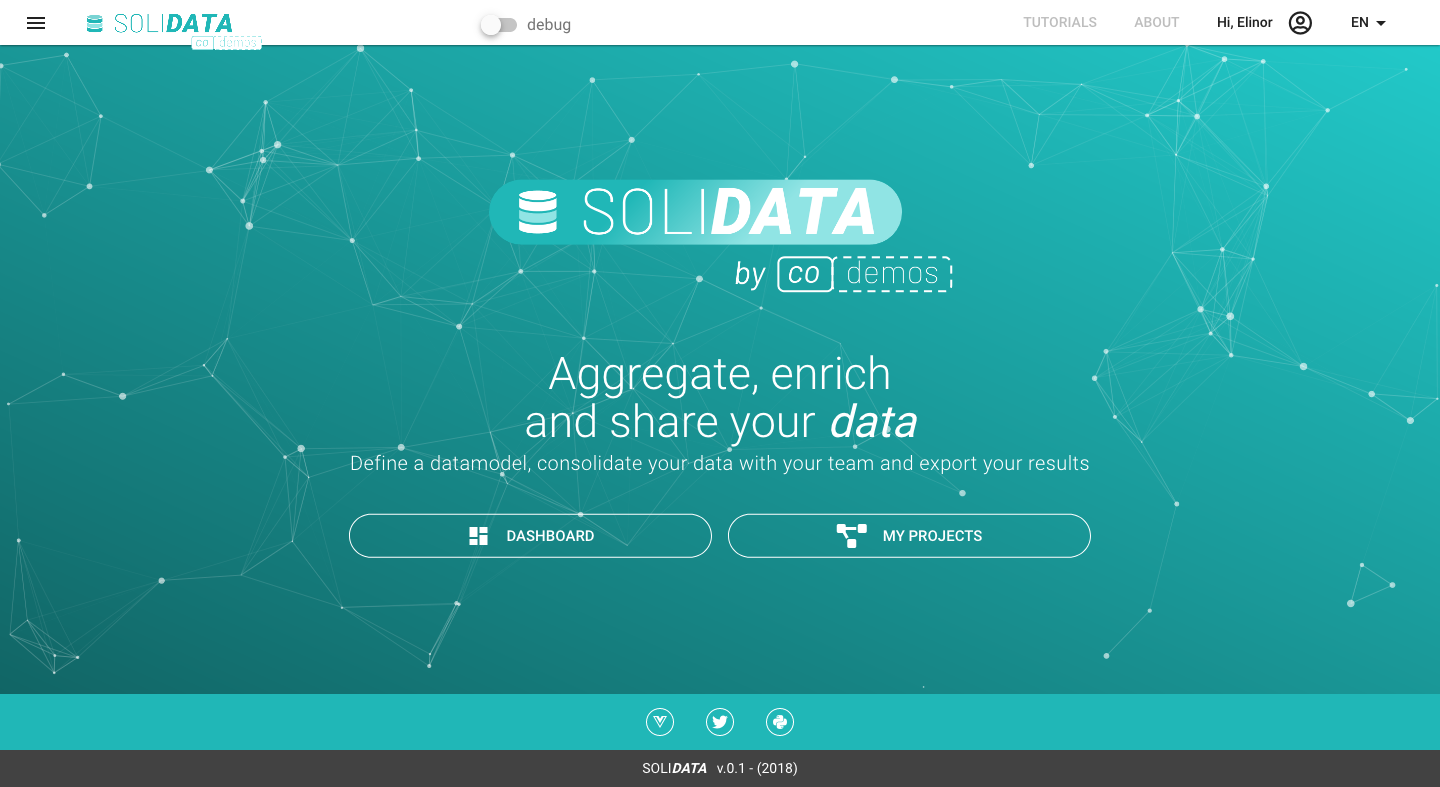 SOLIDATA
co demos
debug
TUTORIALS
ABOUT
Hi, Elinor
EN
SOLIDATA
by co demos
Aggregate, enrich
and share your data
Define a datamodel, consolidate your data with your team and export your results
DASHBOARD
MY PROJECTS
SOLIDATA v.0.1 - (2018)